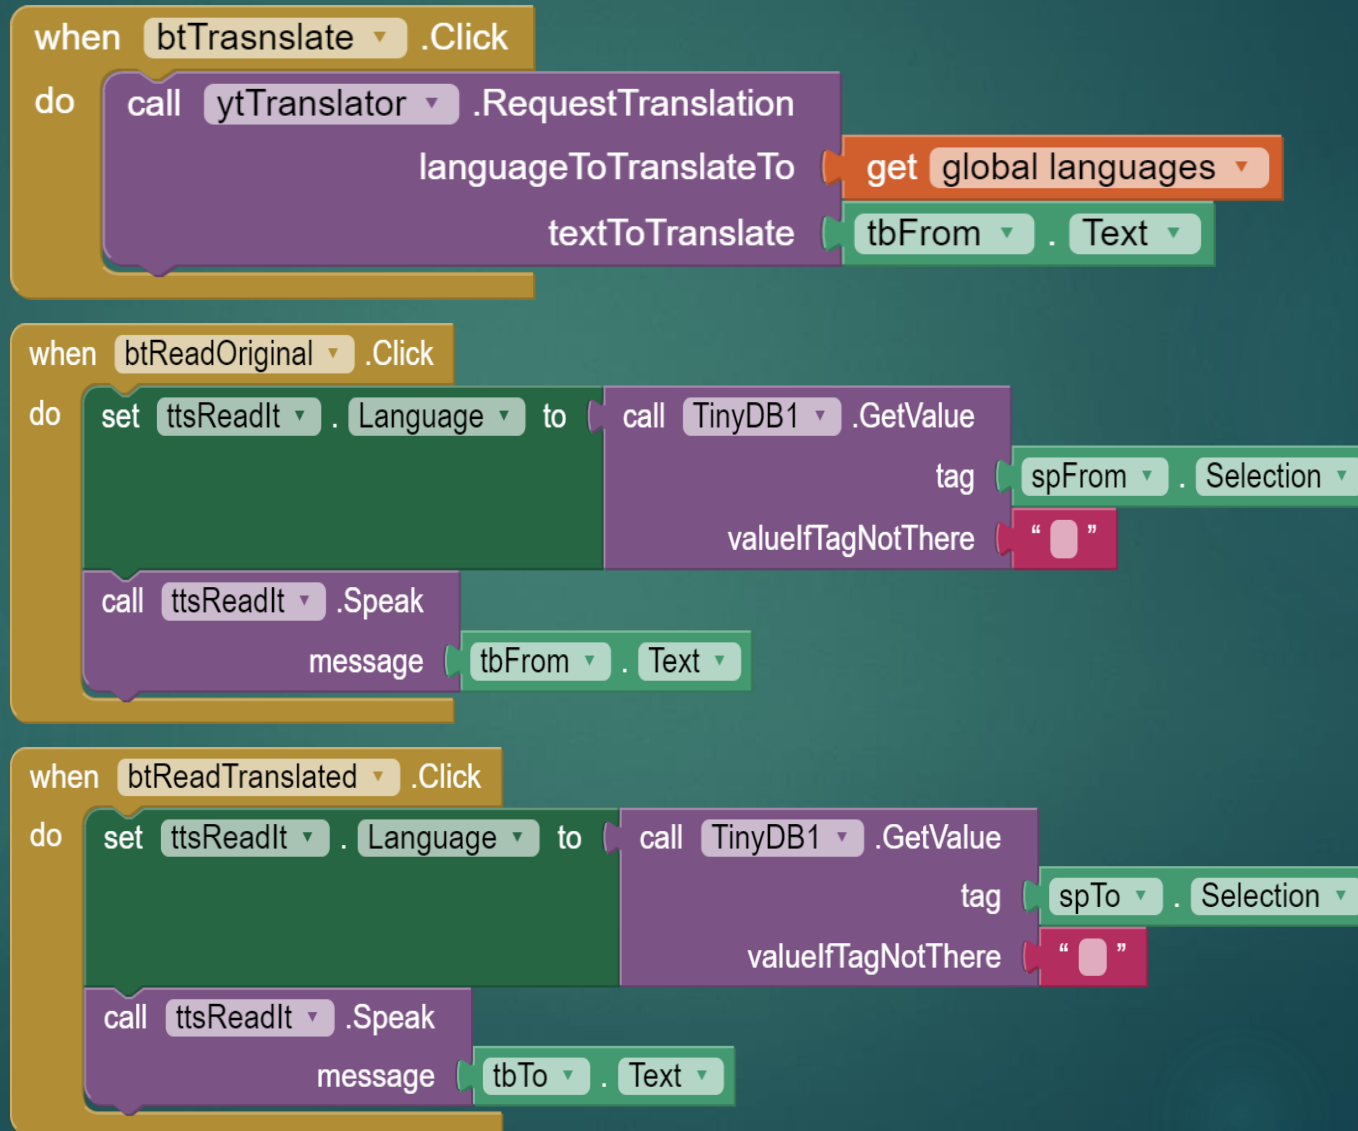 when btTrasnslate .Click
do call ytTranslator .RequestTranslation
languageToTranslateTo get global languages
textToTranslate tbFrom . Text
when btReadOriginal .Click
do set ttsReadIt . Language to call TinyDB1 .GetValue
tag spFrom . Selection
valueIfTagNotThere “ ”
call ttsReadIt .Speak
message tbFrom . Text
when btReadTranslated .Click
do set ttsReadIt . Language to call TinyDB1 .GetValue
tag spTo . Selection
valueIfTagNotThere “ ”
call ttsReadIt .Speak
message tbTo . Text